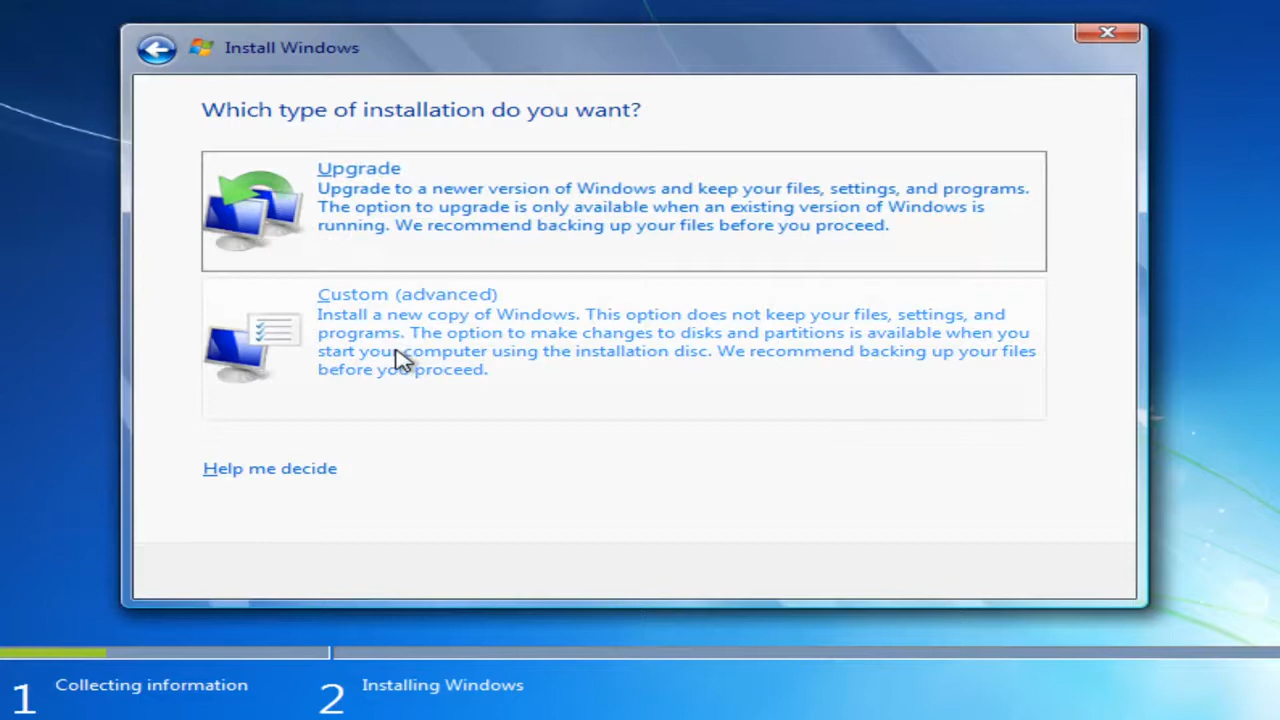 Install Windows
Which type of installation do you want?
Upgrade
Upgrade to a newer version of Windows and keep your files, settings, and programs.
The option to upgrade is only available when an existing version of Windows is
running. We recommend backing up your files before you proceed.
Custom (advanced)
Install a new copy of Windows. This option does not keep your files, settings, and
programs. The option to make changes to disks and partitions is available when you
start your computer using the installation disc. We recommend backing up your files
before you proceed.
Help me decide
1 Collecting information
2 Installing Windows